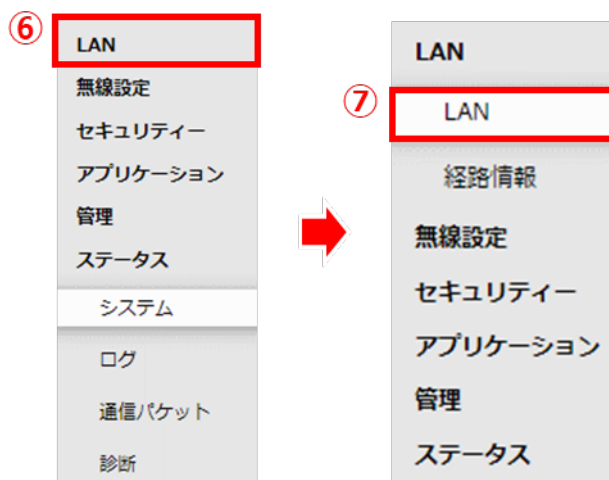 ⑥
LAN
無線設定
セキュリティー
アプリケーション
管理
ステータス
システム
ログ
通信パケット
診断
LAN
⑦
LAN
経路情報
無線設定
セキュリティー
アプリケーション
管理
ステータス